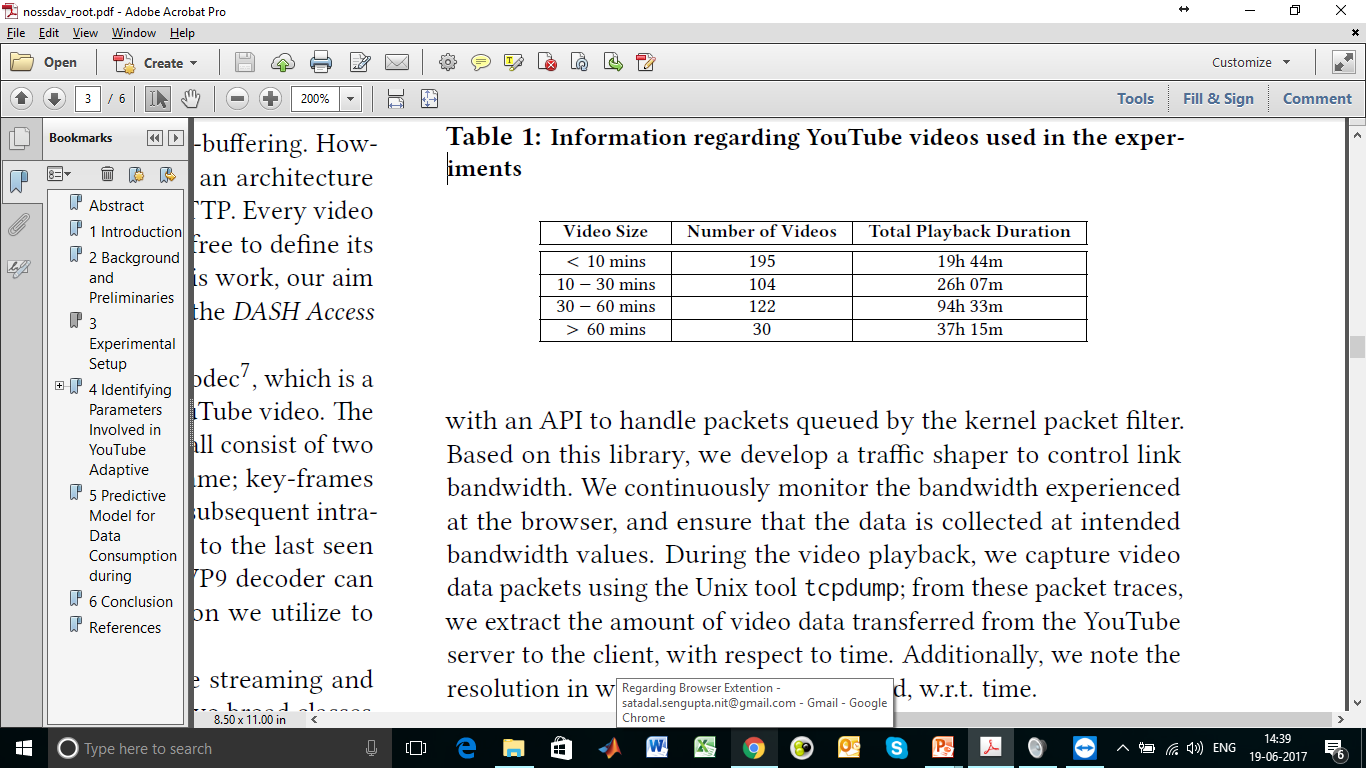 nossdav_root.pdf - Adobe Acrobat Pro
File Edit View Window Help
Open Create Customize
3 / 6 200% Tools Fill & Sign Comment
Bookmarks
Abstract
1 Introduction
2 Background
and
Preliminaries
3
Experimental
Setup
4 Identifying
Parameters
Involved in
YouTube
Adaptive
5 Predictive
Model for
Data
Consumption
during
6 Conclusion
References
-buffering. How-
an architecture
TTP. Every video
free to define its
is work, our aim
the DASH Access
odec7, which is a
uTube video. The
all consist of two
ame; key-frames
subsequent intra-
to the last seen
VP9 decoder can
on we utilize to
e streaming and
Table 1: Information regarding YouTube videos used in the exper-
iments
Video Size Number of Videos Total Playback Duration
< 10 mins 195 19h 44m
10 – 30 mins 104 26h 07m
30 – 60 mins 122 94h 33m
> 60 mins 30 37h 15m
with an API to handle packets queued by the kernel packet filter.
Based on this library, we develop a traffic shaper to control link
bandwidth. We continuously monitor the bandwidth experienced
at the browser, and ensure that the data is collected at intended
bandwidth values. During the video playback, we capture video
data packets using the Unix tool tcpdump; from these packet traces,
we extract the amount of video data transferred from the YouTube
server to the client, with respect to time. Additionally, we note the
resolution in w d, w.r.t. time.
Regarding Browser Extention -
satadal.sengupta.nit@gmail.com - Gmail - Google
Chrome
8.50 x 11.00 in
Type here to search
ENG
14:39
19-06-2017
6